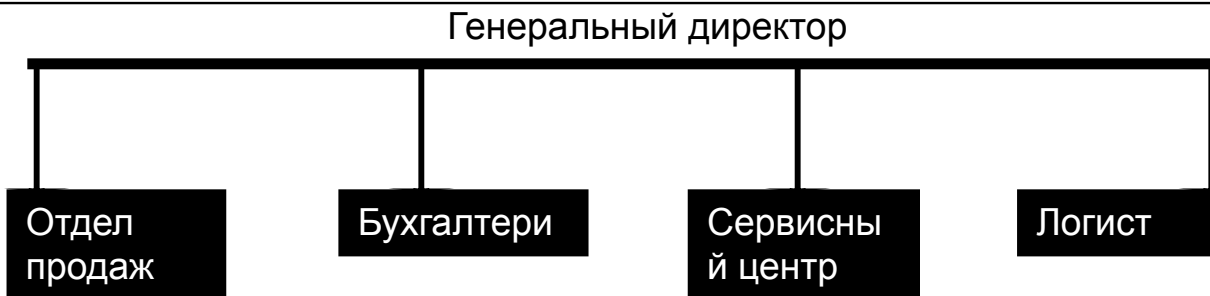 Генеральный директор
Отдел
продаж
Бухгалтери
Сервисны
й центр
Логист